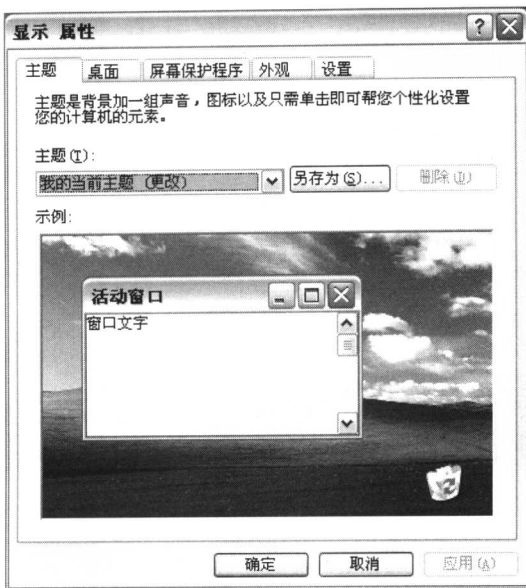 显示 属性
主题 桌面 屏幕保护程序 外观 设置
主题是背景加一组声音，图标以及只需单击即可帮您个性化设置
您的计算机的元素。
主题(T):
我的当前主题 (更改) 另存为(S)... 删除(D)
示例:
活动窗口
窗口文字
确定 取消 应用(A)